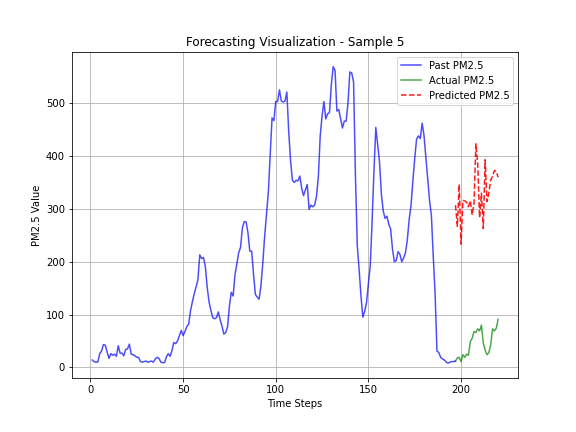 Forecasting Visualization - Sample 5
Past PM2.5
Actual PM2.5
Predicted PM2.5
PM2.5 Value
500
400
300
200
100
0
0 50 100 150 200
Time Steps